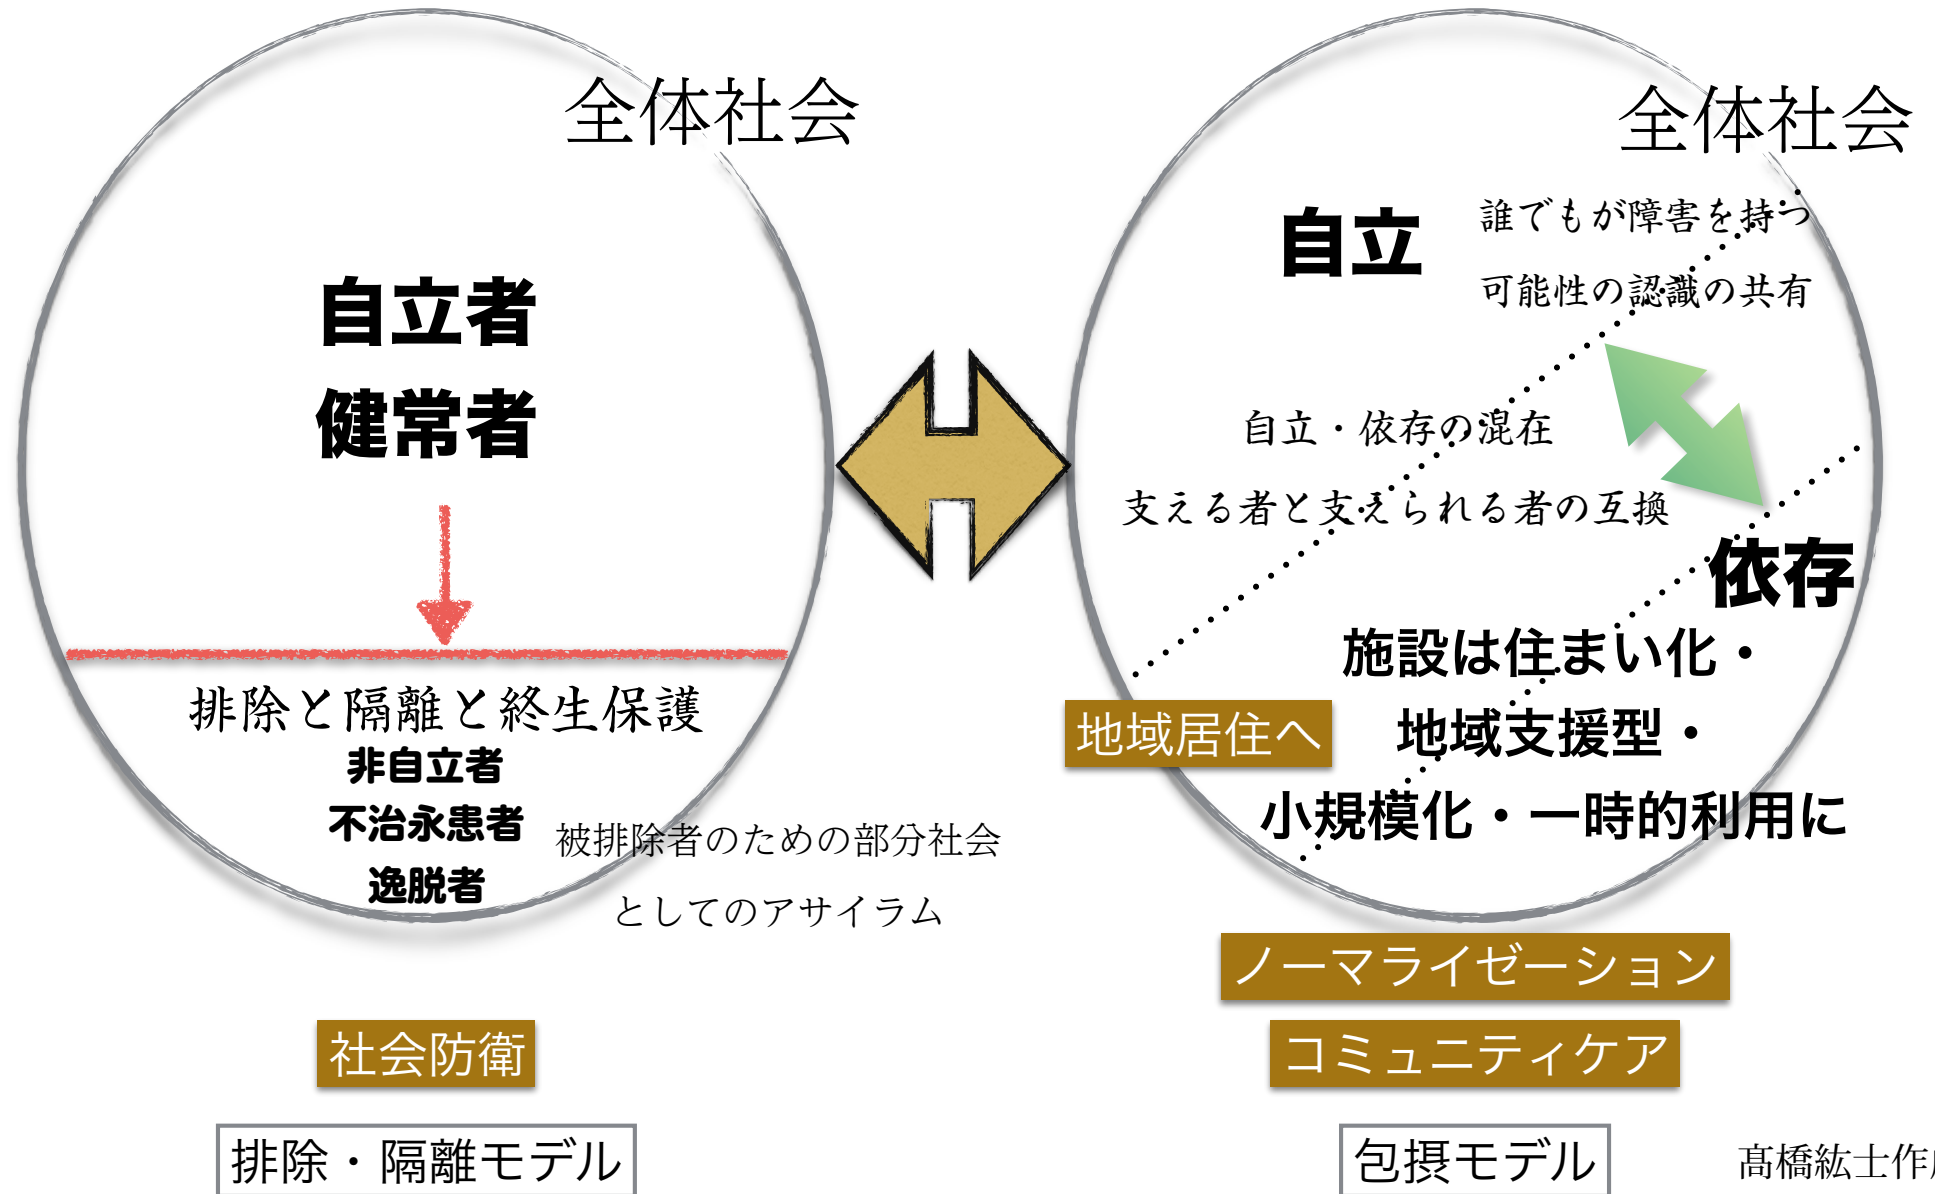 全体社会
自立者
健常者
排除と隔離と終生保護
非自立者
不治永患者
逸脱者
被排除者のための部分社会
としてのアサイラム
社会防衛
排除・隔離モデル
全体社会
自立
誰でもが障害を持つ
可能性の認識の共有
自立・依存の混在
支える者と支えられる者の互換
依存
施設は住まい化・
地域支援型・
小規模化・一時的利用に
地域居住へ
ノーマライゼーション
コミュニティケア
包摂モデル
髙橋紘士作成